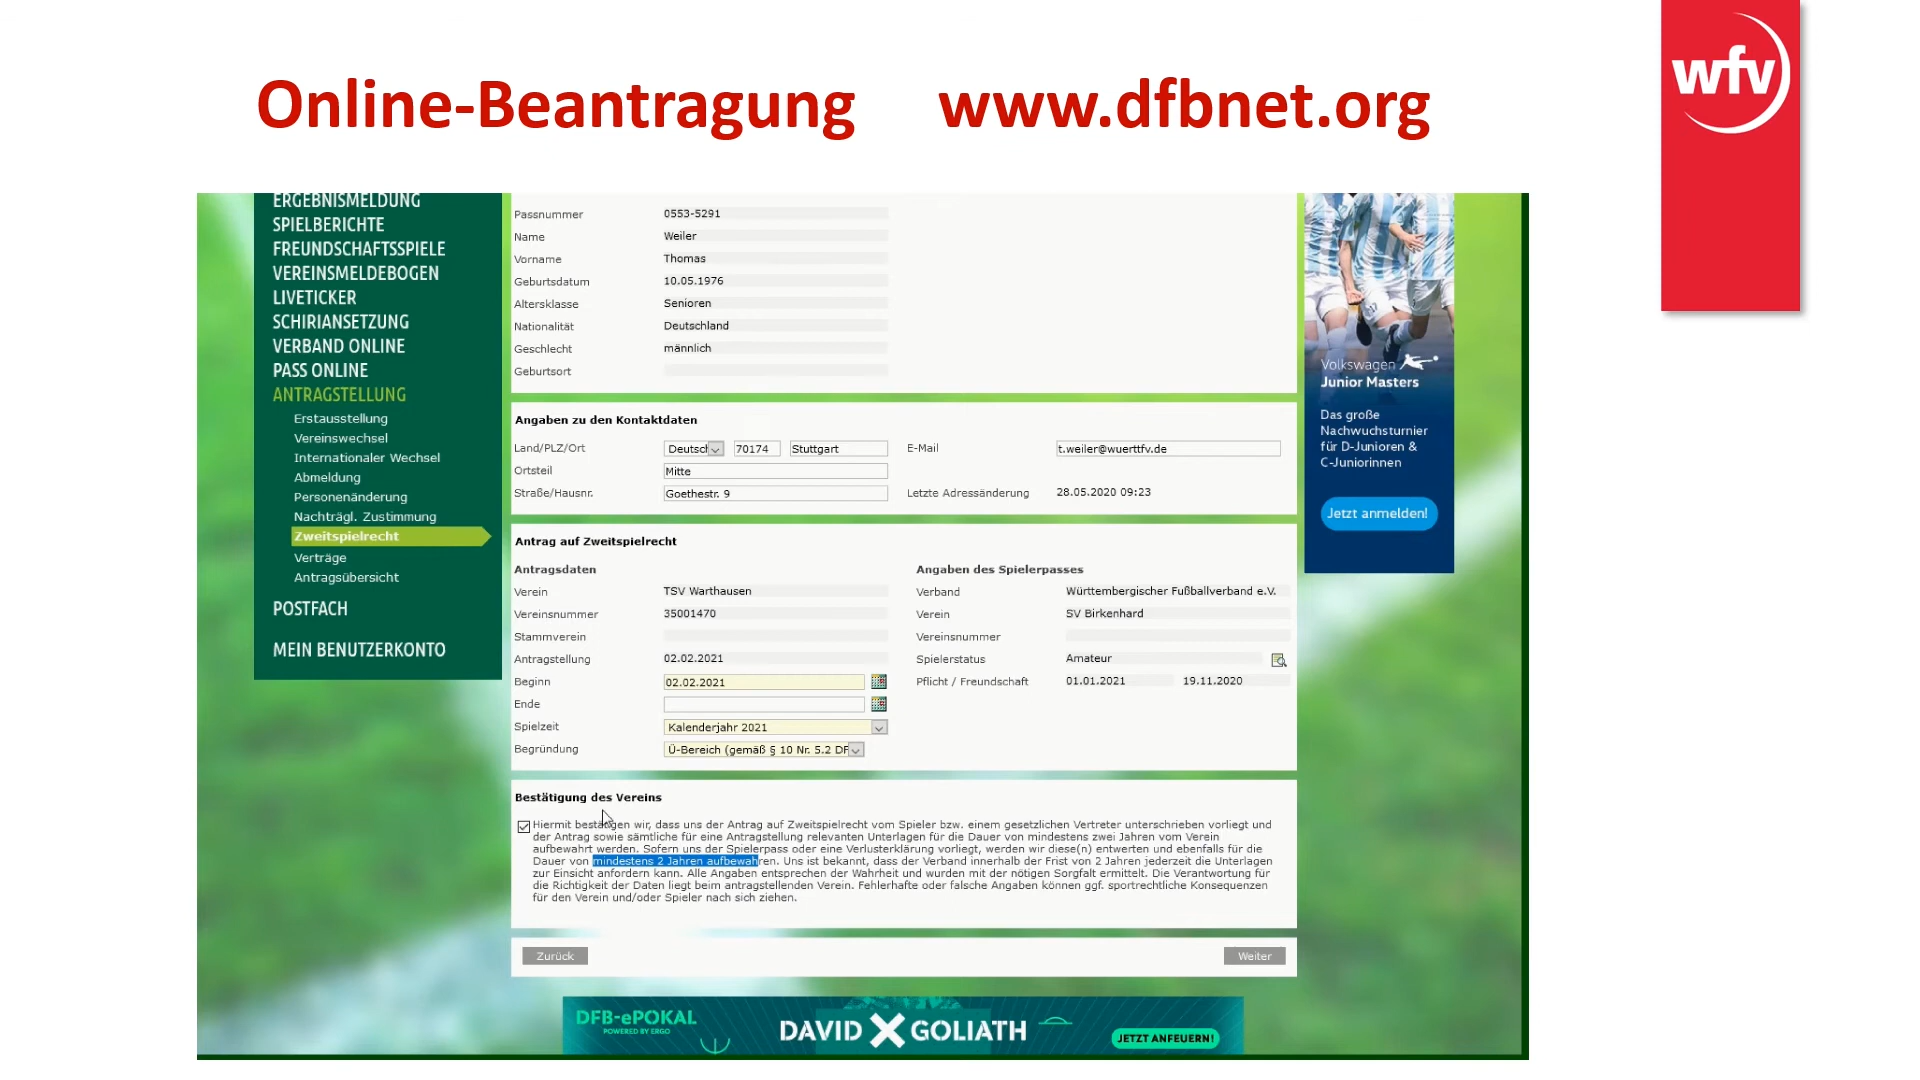 Online-Beantragung www.dfbnet.org
wfv
ERGEBNISMELDUNG
SPIELBERICHTE
FREUNDSCHAFTSSPIELE
VEREINSMELDEBOGEN
LIVETICKER
SCHIRIANSETZUNG
VERBAND ONLINE
PASS ONLINE
ANTRAGSTELLUNG
Erstausstellung
Vereinswechsel
Internationaler Wechsel
Abmeldung
Personenänderung
Nachträgl. Zustimmung
Zweitspielrecht
Verträge
Antragsübersicht
POSTFACH
MEIN BENUTZERKONTO
Passnummer 0553-5291
Name Weiler
Vorname Thomas
Geburtsdatum 10.05.1976
Altersklasse Senioren
Nationalität Deutschland
Geschlecht männlich
Geburtsort
Angaben zu den Kontaktdaten
Land/PLZ/Ort Deutscl 70174 Stuttgart E-Mail t.weiler@wuerttfv.de
Ortsteil Mitte
Straße/Hausnr. Goethestr. 9 Letzte Adressänderung 28.05.2020 09:23
Antrag auf Zweitspielrecht
Antragsdaten Angaben des Spielerpasses
Verein TSV Warthausen Verband Württembergischer Fußballverband e.V.
Vereinsnummer 35001470 Verein SV Birkenhard
Stammverein Vereinsnummer
Antragstellung 02.02.2021 Spielerstatus Amateur
Beginn 02.02.2021 Pflicht / Freundschaft 01.01.2021 19.11.2020
Ende
Spielzeit Kalenderjahr 2021
Begründung Ü-Bereich (gemäß § 10 Nr. 5.2 DF
Bestätigung des Vereins
Hiermit bestätigen wir, dass uns der Antrag auf Zweitspielrecht vom Spieler bzw. einem gesetzlichen Vertreter unterschrieben vorliegt und
der Antrag sowie sämtliche für eine Antragstellung relevanten Unterlagen für die Dauer von mindestens zwei Jahren vom Verein
aufbewahrt werden. Sofern uns der Spielerpass oder eine Verlusterklärung vorliegt, werden wir diese(n) entwerten und ebenfalls für die
Dauer von mindestens 2 Jahren aufbewahren. Uns ist bekannt, dass der Verband innerhalb der Frist von 2 Jahren jederzeit die Unterlagen
zur Einsicht anfordern kann. Alle Angaben entsprechen der Wahrheit und wurden mit der nötigen Sorgfalt ermittelt. Die Verantwortung für
die Richtigkeit der Daten liegt beim antragstellenden Verein. Fehlerhafte oder falsche Angaben können ggf. sportrechtliche Konsequenzen
für den Verein und/oder Spieler nach sich ziehen.
Zurück Weiter
Volkswagen
Junior Masters
Das große
Nachwuchsturnier
für D-Junioren &
C-Juniorinnen
Jetzt anmelden!
DFB-ePOKAL
POWERED BY ERGO
DAVID X GOLIATH
JETZT ANFEUERN!